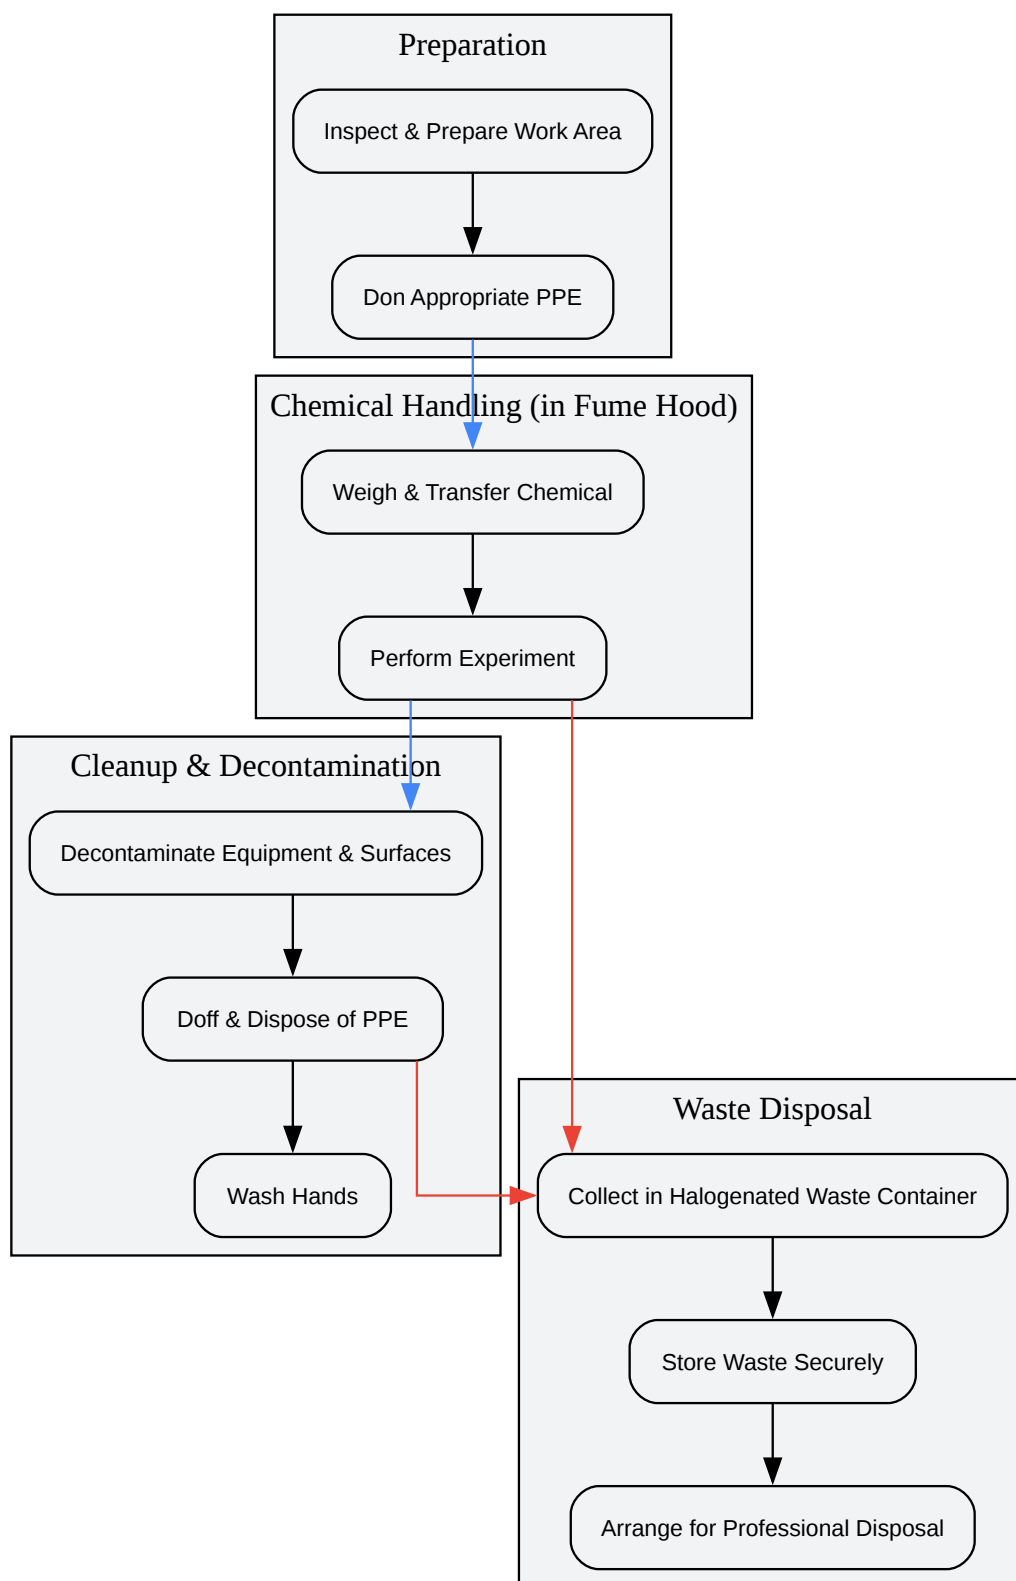 Preparation
Inspect & Prepare Work Area
Don Appropriate PPE
Chemical Handling (in Fume Hood)
Weigh & Transfer Chemical
Perform Experiment
Cleanup & Decontamination
Decontaminate Equipment & Surfaces
Doff & Dispose of PPE
Wash Hands
Waste Disposal
Collect in Halogenated Waste Container
Store Waste Securely
Arrange for Professional Disposal